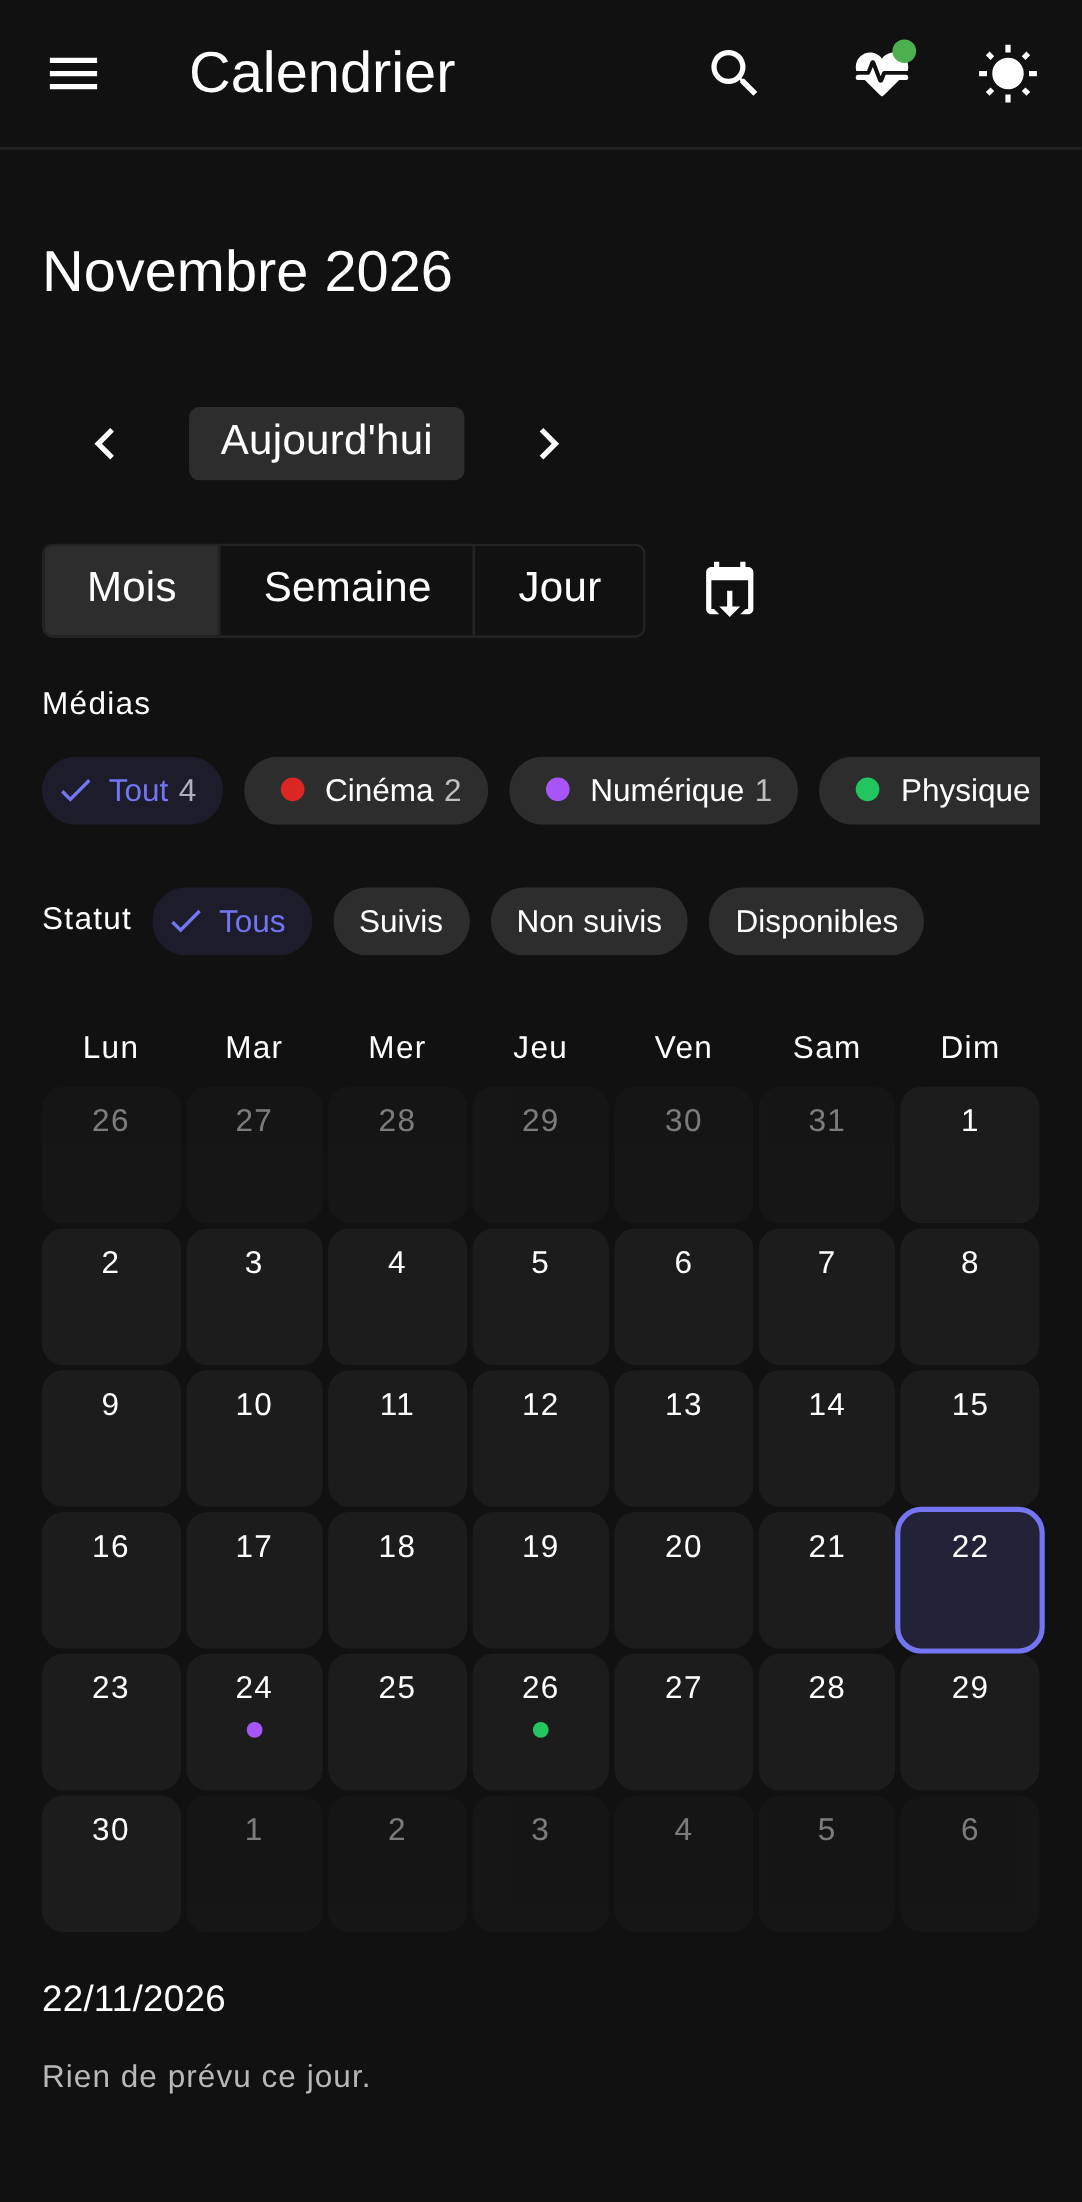 Calendrier
Novembre 2026
Aujourd'hui
Mois Semaine Jour
Médias
Tout 4 Cinéma 2 Numérique 1 Physique
Statut Tous Suivis Non suivis Disponibles
Lun Mar Mer Jeu Ven Sam Dim
26 27 28 29 30 31 1
2 3 4 5 6 7 8
9 10 11 12 13 14 15
16 17 18 19 20 21 22
23 24 25 26 27 28 29
30 1 2 3 4 5 6
22/11/2026
Rien de prévu ce jour.